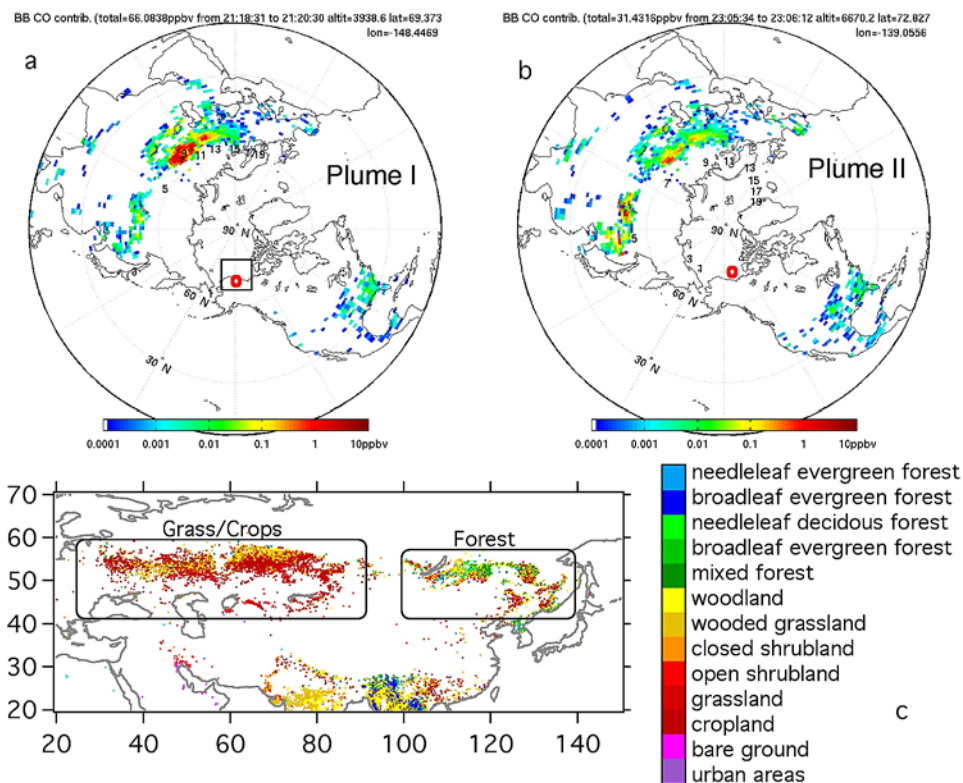 BB CO contrib. (total=66.0838ppbv from 21:18:31 to 21:20:30 altit=3938.6 lat=69.373
lon=-148.4469
BB CO contrib. (total=31.4316ppbv from 23:05:34 to 23:06:12 altit=6670.2 lat=72.827
lon=-139.0556
a
b
Plume I
Plume II
11
13
15
5
3
90° N
60° N
30° N
9
13
13
15
17
19
7
5
3
1
90° N
60° N
30° N
0.0001 0.001 0.01 0.1 1 10ppbv
0.0001 0.001 0.01 0.1 1 10ppbv
70
60
50
40
30
20
Grass/Crops
Forest
20 40 60 80 100 120 140
needleleaf evergreen forest
broadleaf evergreen forest
needleleaf decidous forest
broadleaf evergreen forest
mixed forest
woodland
wooded grassland
closed shrubland
open shrubland
grassland
cropland
bare ground
urban areas
c